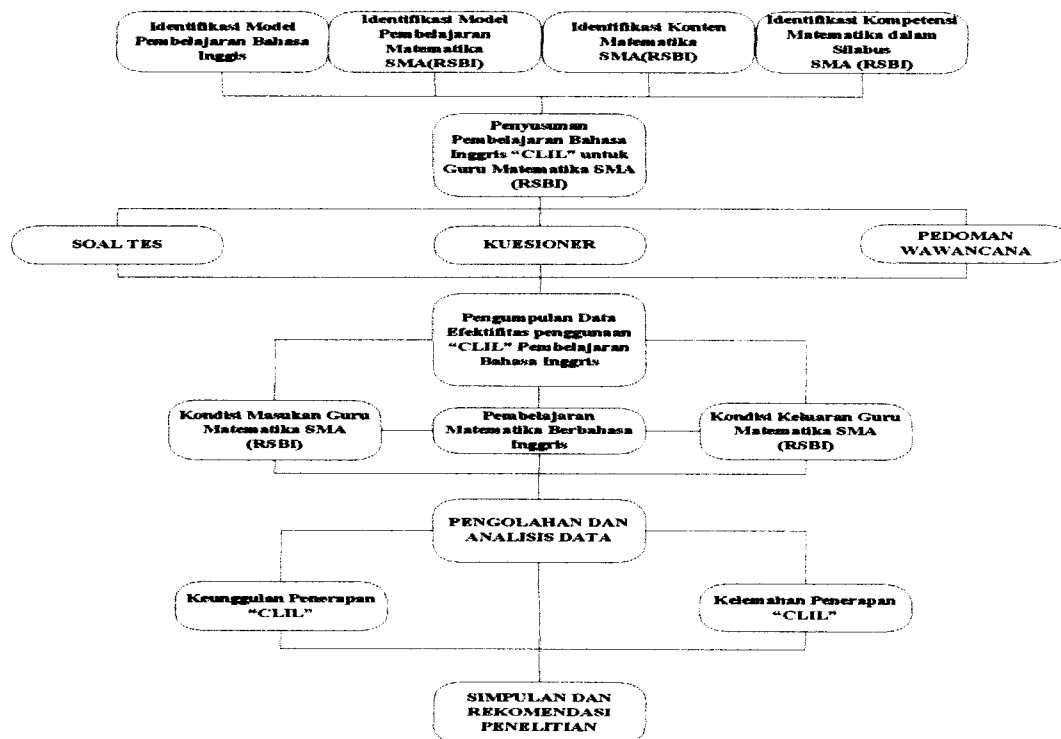 Identifikasi Model
Pembelajaran Bahasa
Inggis
Identifikasi Model
Pembelajaran
Matematika
SMA(RSBI)
Identifikasi Konten
Matematika
SMA(RSBI)
Identifikasi Kompetensi
Matematika dalam
Silabus
SMA (RSBI)
Penyusunan
Pembelajaran Bahasa
Inggris “CLIL” untuk
Guru Matematika SMA
(RSBI)
SOAL TES
KUESIONER
PEDOMAN
WAWANCANA
Pengumpulan Data
Efektifitas penggunaan
“CLIL” Pembelajaran
Bahasa Inggris
Kondisi Masukan Guru
Matematika SMA
(RSBI)
Pembelajaran
Matematika Berbahasa
Inggris
Kondisi Keluaran Guru
Matematika SMA
(RSBI)
PENGOLAHAN DAN
ANALISIS DATA
Keunggulan Penerapan
“CLIL”
Kelemahan Penerapan
“CLIL”
SIMPULAN DAN
REKOMENDASI
PENELITIAN